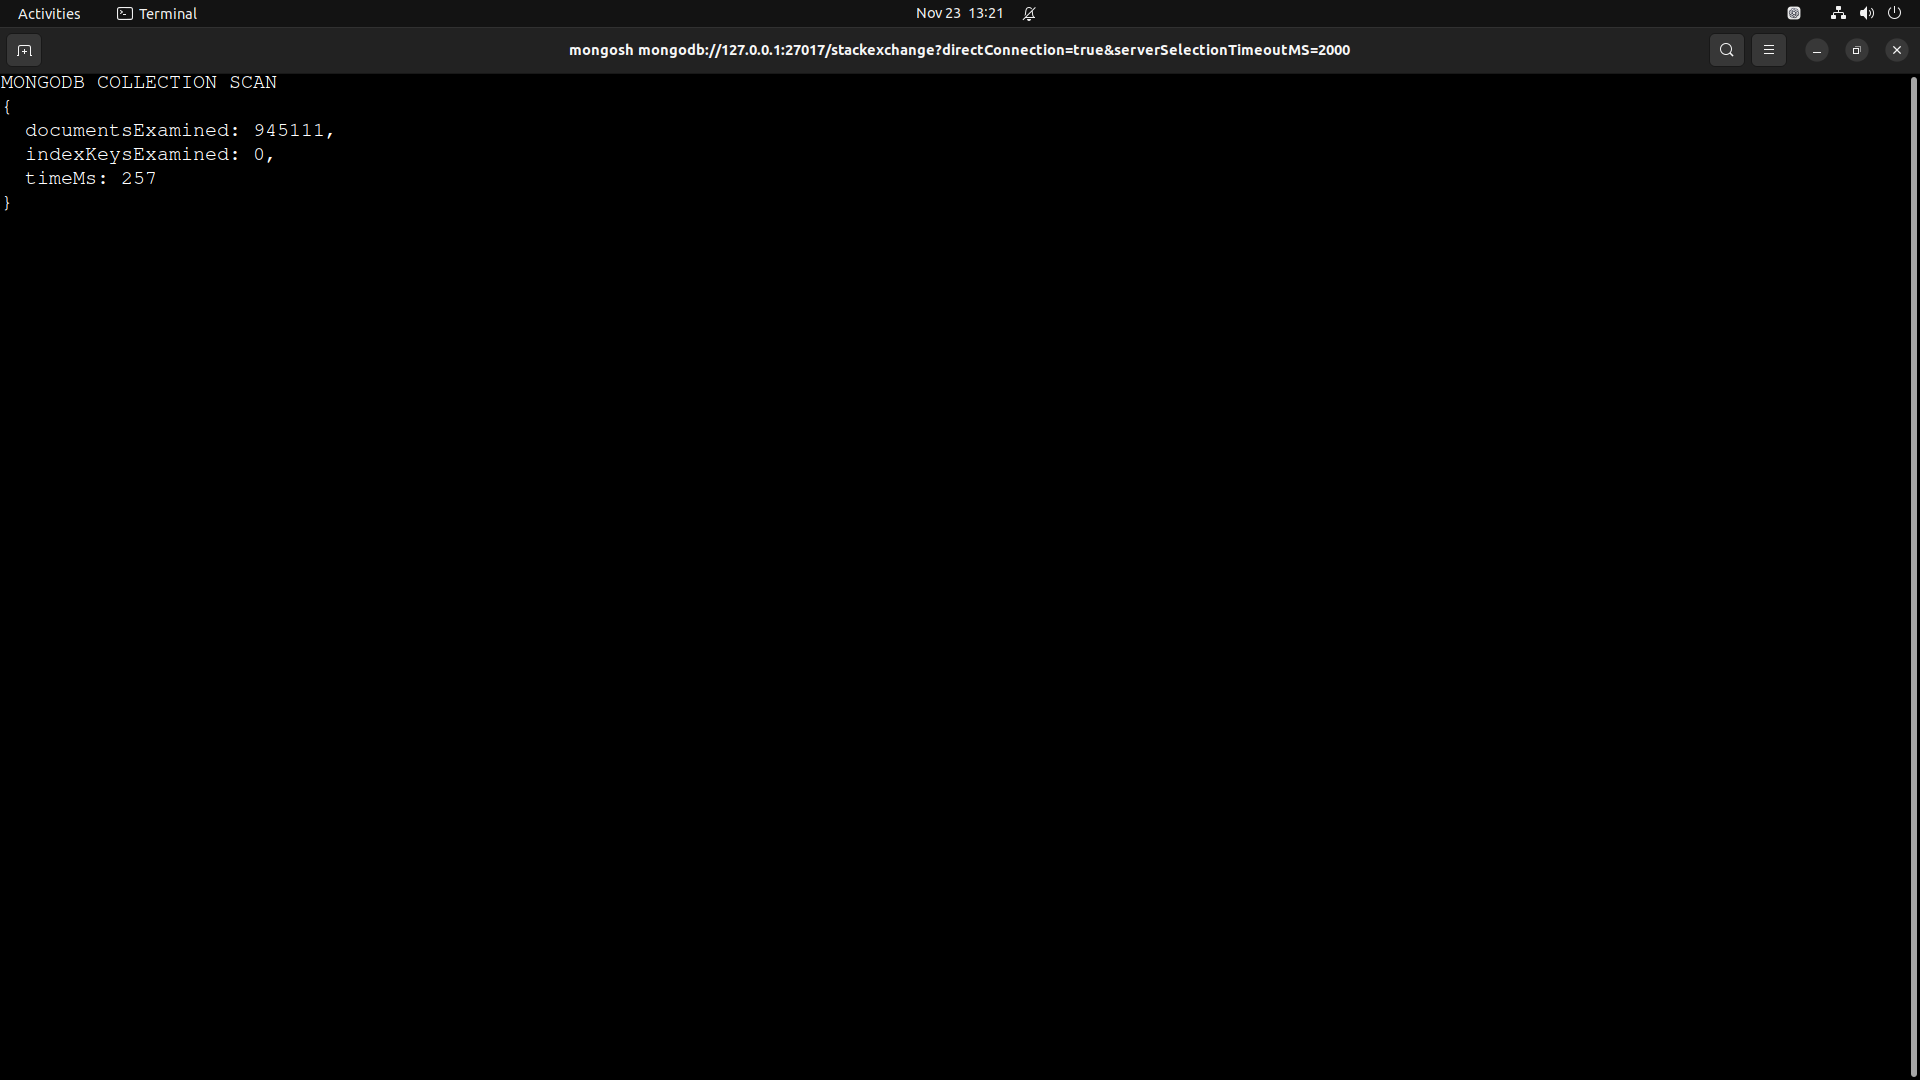 Activities Terminal Nov 23 13:21
mongosh mongodb://127.0.0.1:27017/stackexchange?directConnection=true&serverSelectionTimeoutMS=2000
MONGODB COLLECTION SCAN
{
  documentsExamined: 945111,
  indexKeysExamined: 0,
  timeMs: 257
}